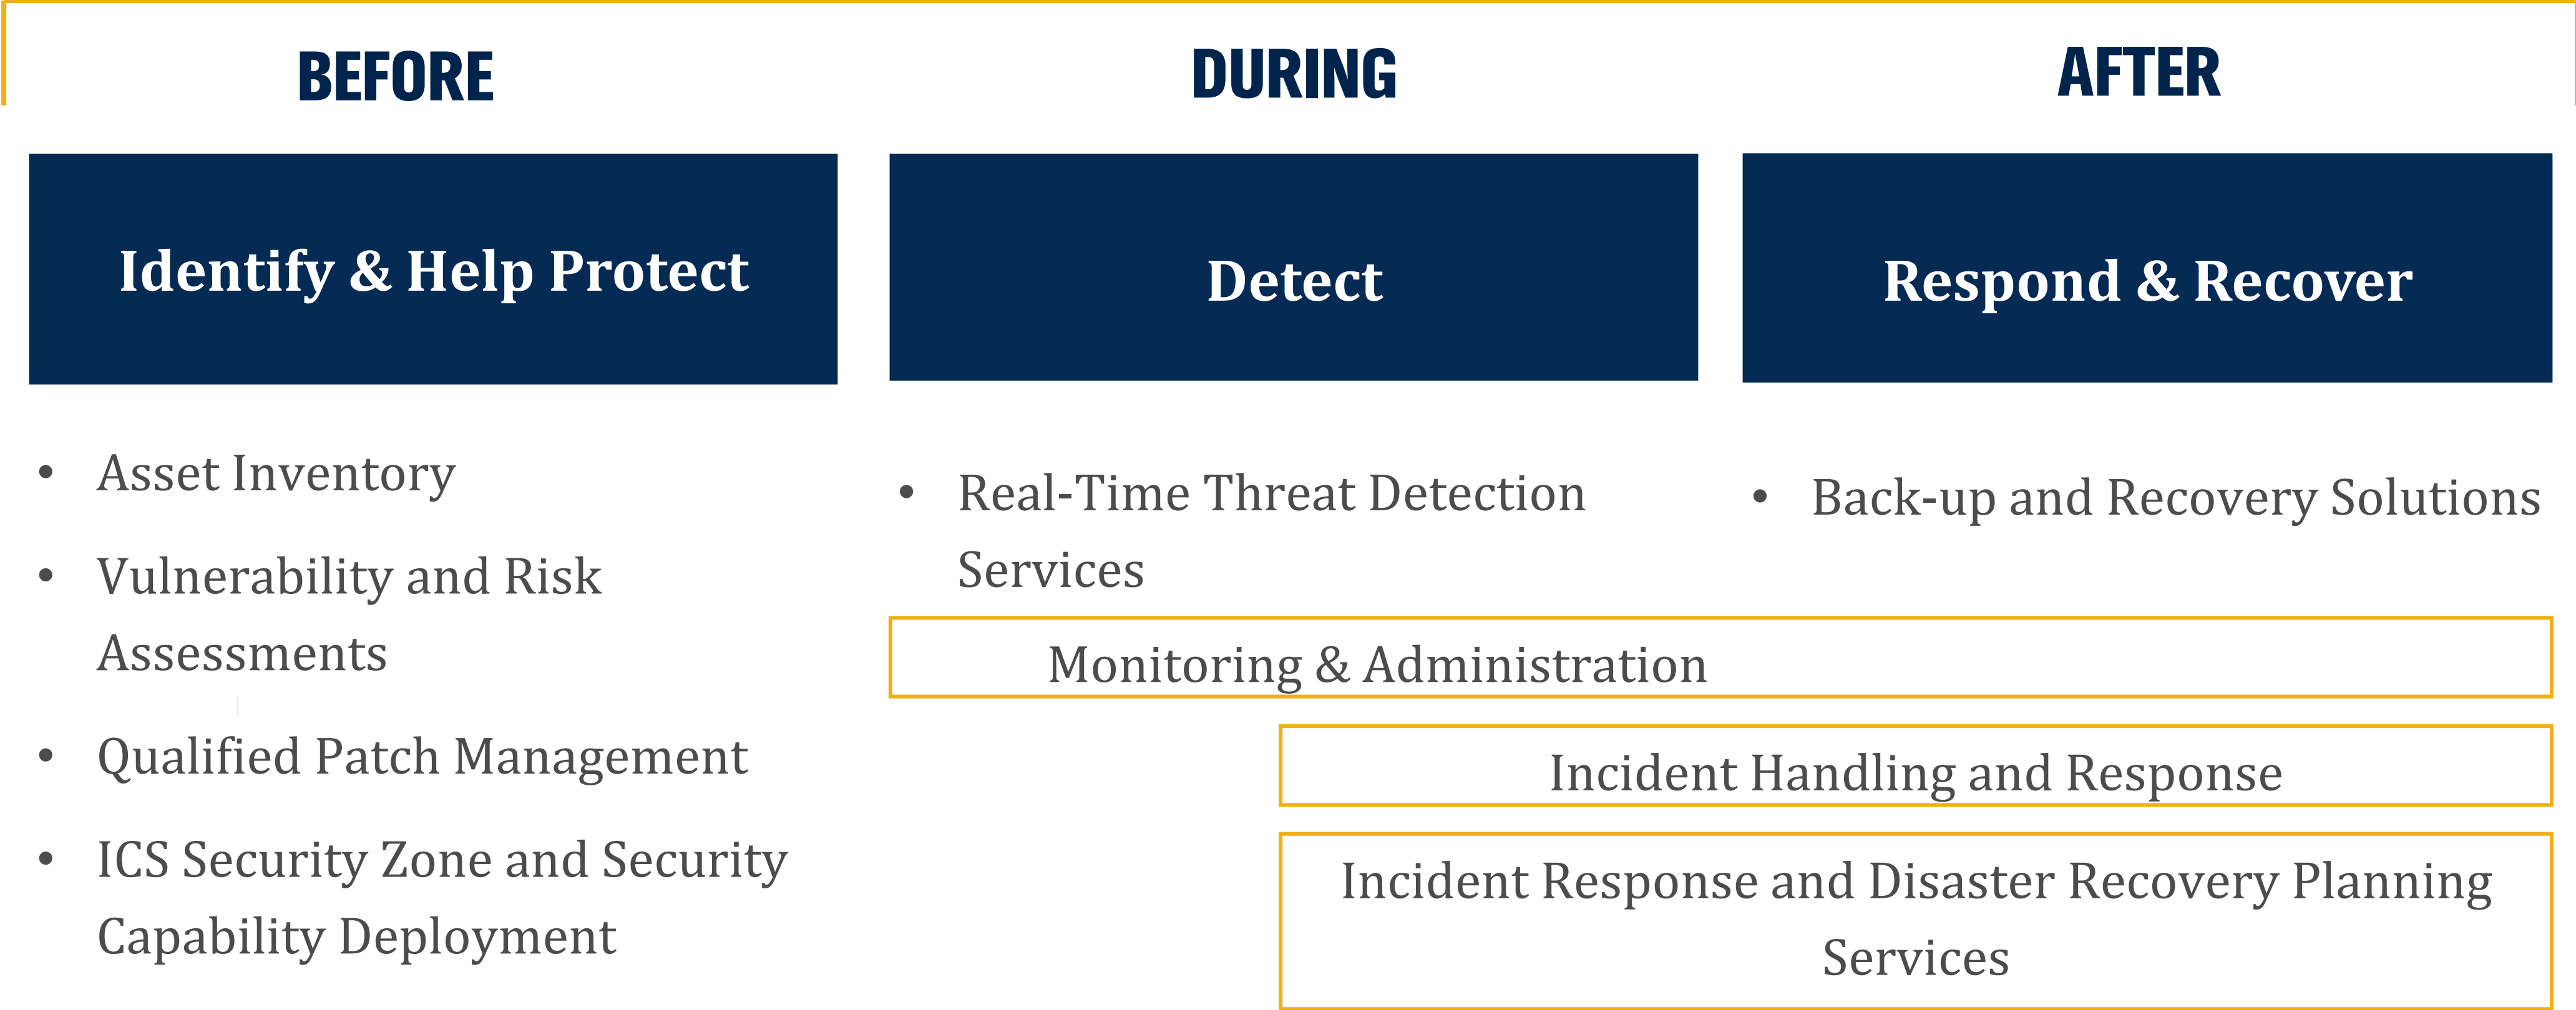 BEFORE
DURING
AFTER
Identify & Help Protect
Detect
Respond & Recover
• Asset Inventory
• Vulnerability and Risk
Assessments
• Qualified Patch Management
• ICS Security Zone and Security
Capability Deployment
• Real-Time Threat Detection
Services
• Back-up and Recovery Solutions
Monitoring & Administration
Incident Handling and Response
Incident Response and Disaster Recovery Planning
Services